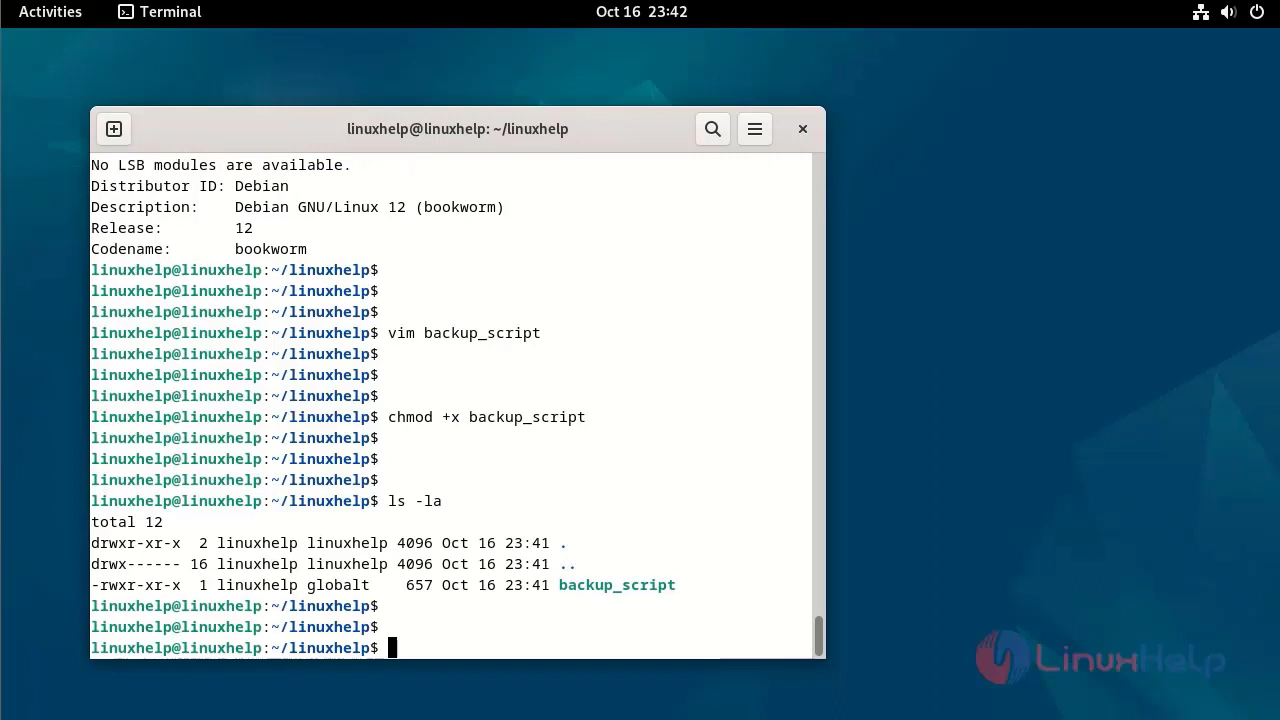 Activities Terminal Oct 16 23:42
linuxhelp@linuxhelp: ~/linuxhelp
No LSB modules are available.
Distributor ID: Debian
Description:    Debian GNU/Linux 12 (bookworm)
Release:        12
Codename:       bookworm
linuxhelp@linuxhelp:~/linuxhelp$
linuxhelp@linuxhelp:~/linuxhelp$
linuxhelp@linuxhelp:~/linuxhelp$
linuxhelp@linuxhelp:~/linuxhelp$ vim backup_script
linuxhelp@linuxhelp:~/linuxhelp$
linuxhelp@linuxhelp:~/linuxhelp$
linuxhelp@linuxhelp:~/linuxhelp$
linuxhelp@linuxhelp:~/linuxhelp$ chmod +x backup_script
linuxhelp@linuxhelp:~/linuxhelp$
linuxhelp@linuxhelp:~/linuxhelp$
linuxhelp@linuxhelp:~/linuxhelp$
linuxhelp@linuxhelp:~/linuxhelp$ ls -la
total 12
drwxr-xr-x  2 linuxhelp linuxhelp 4096 Oct 16 23:41 .
drwx------ 16 linuxhelp linuxhelp 4096 Oct 16 23:41 ..
-rwxr-xr-x  1 linuxhelp globalt    657 Oct 16 23:41 backup_script
linuxhelp@linuxhelp:~/linuxhelp$
linuxhelp@linuxhelp:~/linuxhelp$
linuxhelp@linuxhelp:~/linuxhelp$
LinuxHelp